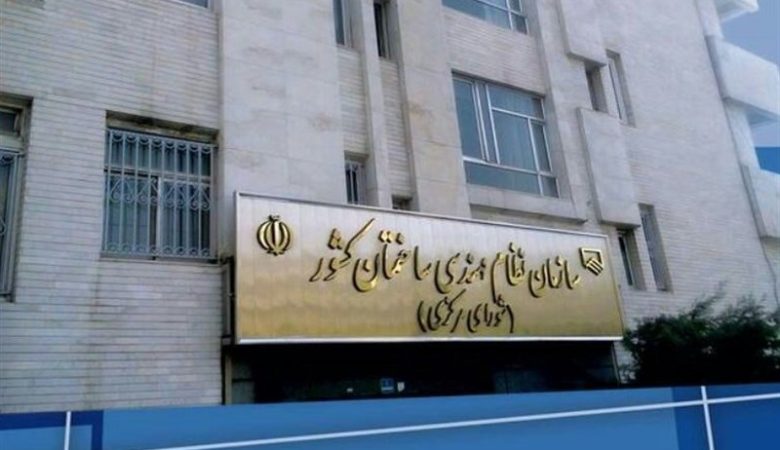 سازمان نظام مهندسی ساختمان کشور
(شورای مرکزی)